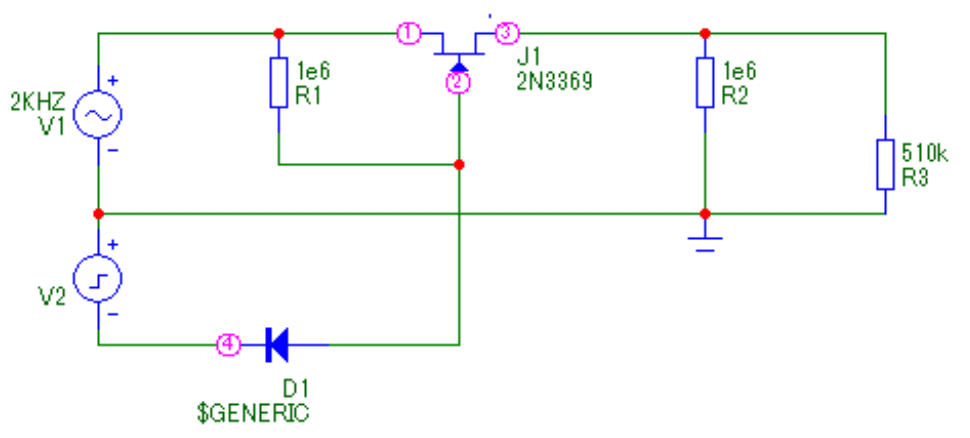 1
3
J1
2N3369
1e6
R1
2
1e6
R2
+
2KHZ
V1
-
510k
R3
+
V2
-
4
D1
$GENERIC